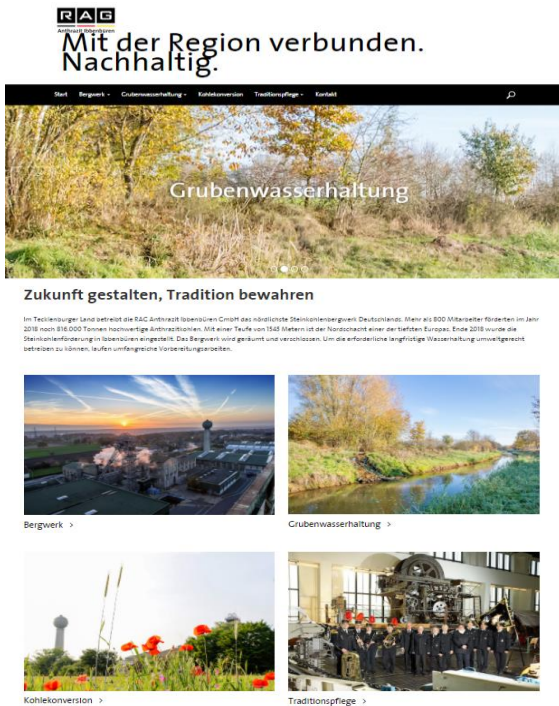 RAG
Anthrazit Ibbenbüren
Mit der Region verbunden.
Nachhaltig.
Start Bergwerk Grubenwasserhaltung Kohlekonversion Traditionspflege Kontakt
Grubenwasserhaltung
Zukunft gestalten, Tradition bewahren
Im Tecklenburger Land betreibt die RAG Anthrazit Ibbenbüren GmbH das nördlichste Steinkohlenbergwerk Deutschlands. Mehr als 800 Mitarbeiter förderten im Jahr
2018 noch 816.000 Tonnen hochwertige Anthrazitkohlen. Mit einer Teufe von 1545 Metern ist der Nordschacht einer der tiefsten Europas. Ende 2018 wurde die
Steinkohlenförderung in Ibbenbüren eingestellt. Das Bergwerk wird geräumt und verschlossen. Um die erforderliche langfristige Wasserhaltung umweltgerecht
betreiben zu können, laufen umfangreiche Vorbereitungsarbeiten.
Bergwerk >
Grubenwasserhaltung >
Kohlekonversion >
Traditionspflege >